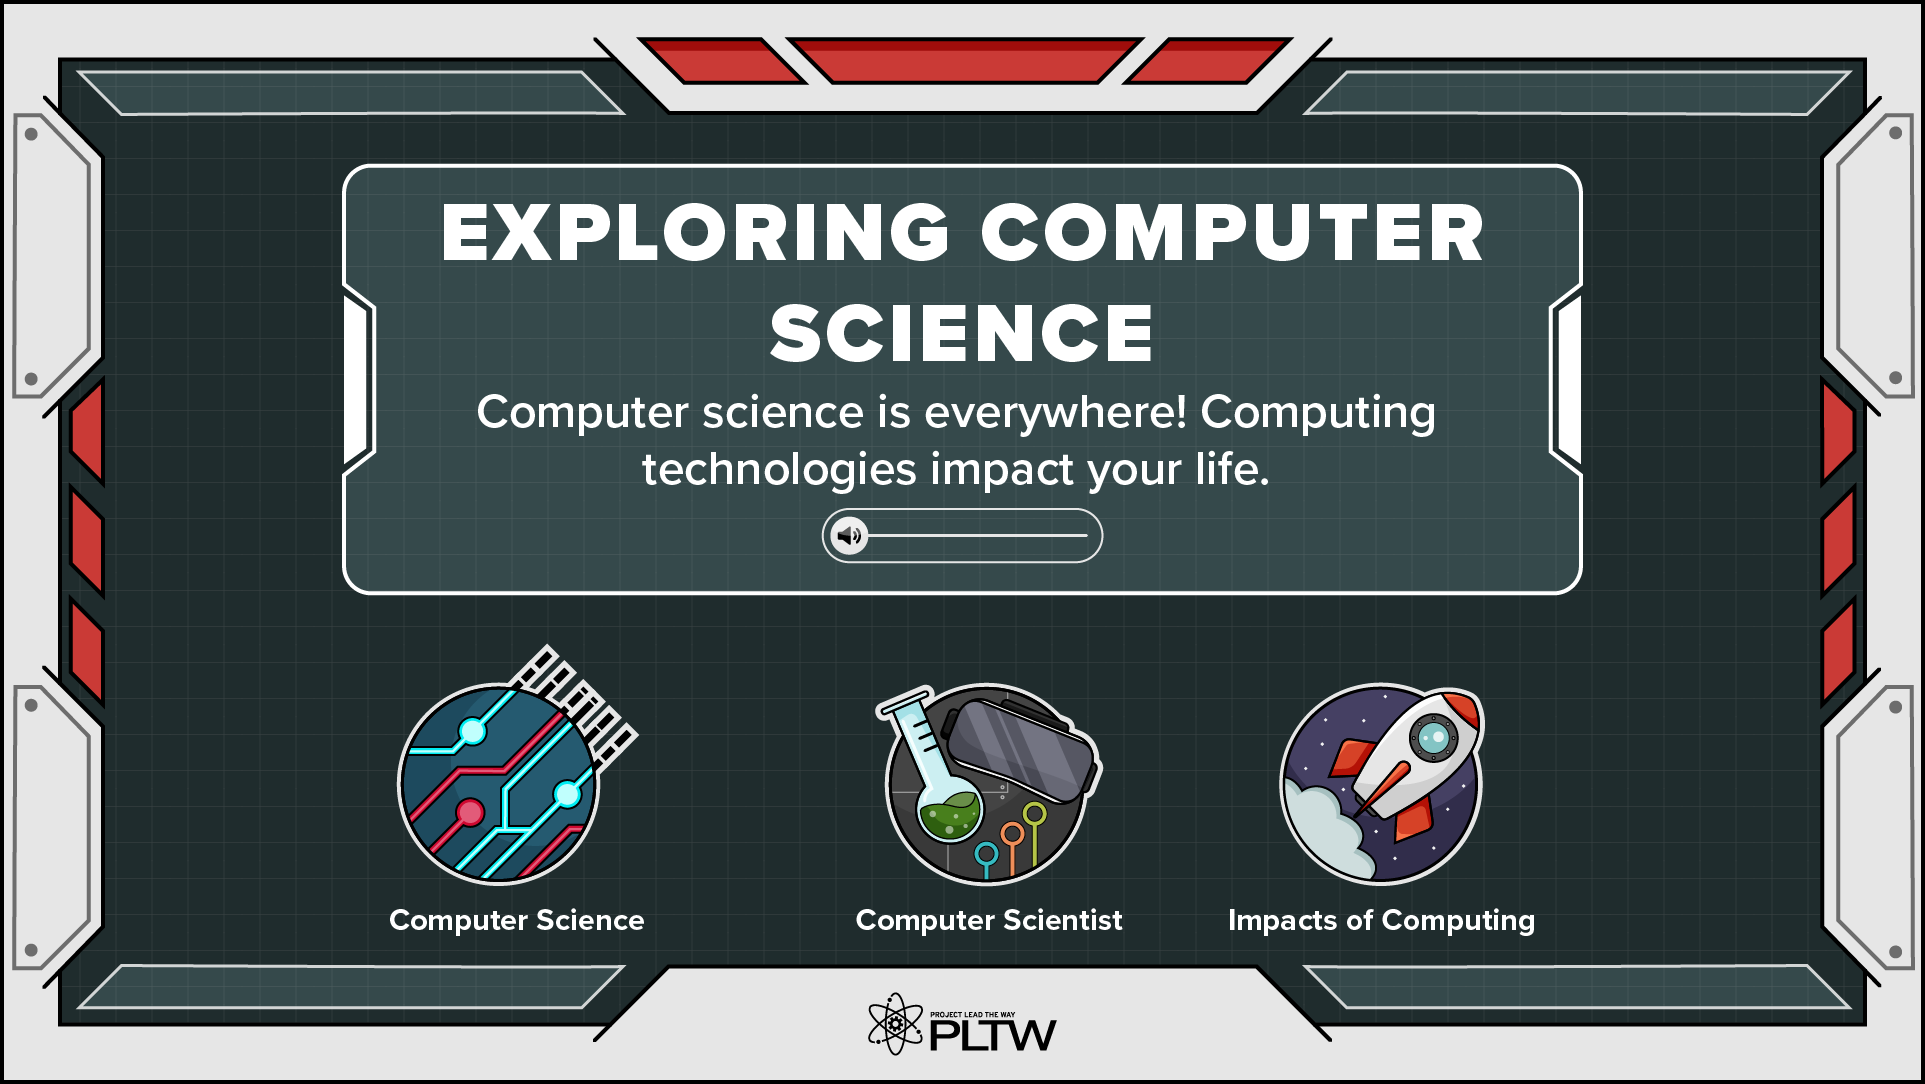 EXPLORING COMPUTER
SCIENCE
Computer science is everywhere! Computing
technologies impact your life.
Computer Science
Computer Scientist
Impacts of Computing
PROJECT LEAD THE WAY
PLTW